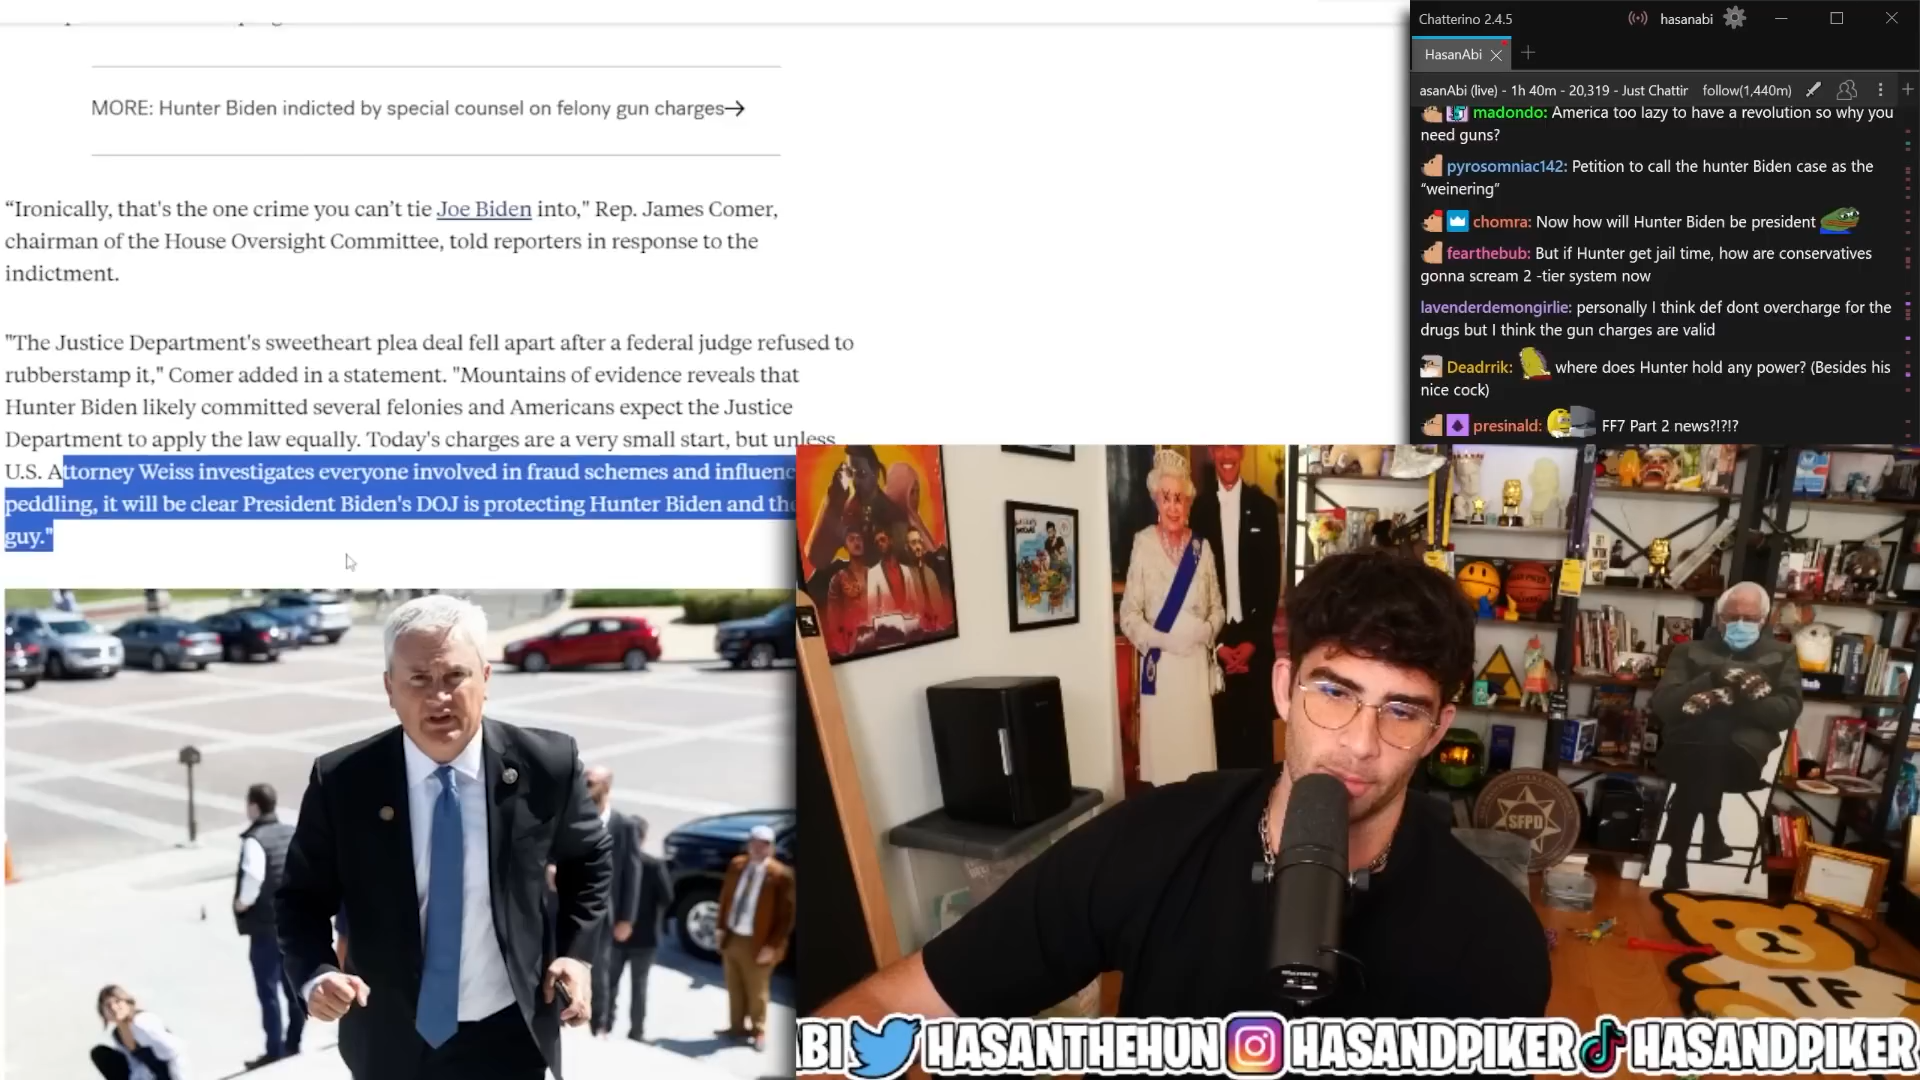 MORE: Hunter Biden indicted by special counsel on felony gun charges→
“Ironically, that's the one crime you can’t tie Joe Biden into," Rep. James Comer,
chairman of the House Oversight Committee, told reporters in response to the
indictment.
"The Justice Department's sweetheart plea deal fell apart after a federal judge refused to
rubberstamp it," Comer added in a statement. "Mountains of evidence reveals that
Hunter Biden likely committed several felonies and Americans expect the Justice
Department to apply the law equally. Today's charges are a very small start, but unless
U.S. Attorney Weiss investigates everyone involved in fraud schemes and influenc
peddling, it will be clear President Biden's DOJ is protecting Hunter Biden and the
guy."
Chatterino 2.4.5
hasanabi
HasanAbi
asanAbi (live) - 1h 40m - 20,319 - Just Chattir follow(1,440m)
madondo: America too lazy to have a revolution so why you
need guns?
pyrosomniac142: Petition to call the hunter Biden case as the
“weinering”
chomra: Now how will Hunter Biden be president
fearthebub: But if Hunter get jail time, how are conservatives
gonna scream 2 -tier system now
lavenderdemongirlie: personally I think def dont overcharge for the
drugs but I think the gun charges are valid
Deadrrik: where does Hunter hold any power? (Besides his
nice cock)
presinald: FF7 Part 2 news?!?!?
SFPD
TF
ABI HASANTHEHUN HASANDPIKER HASANDPIKER